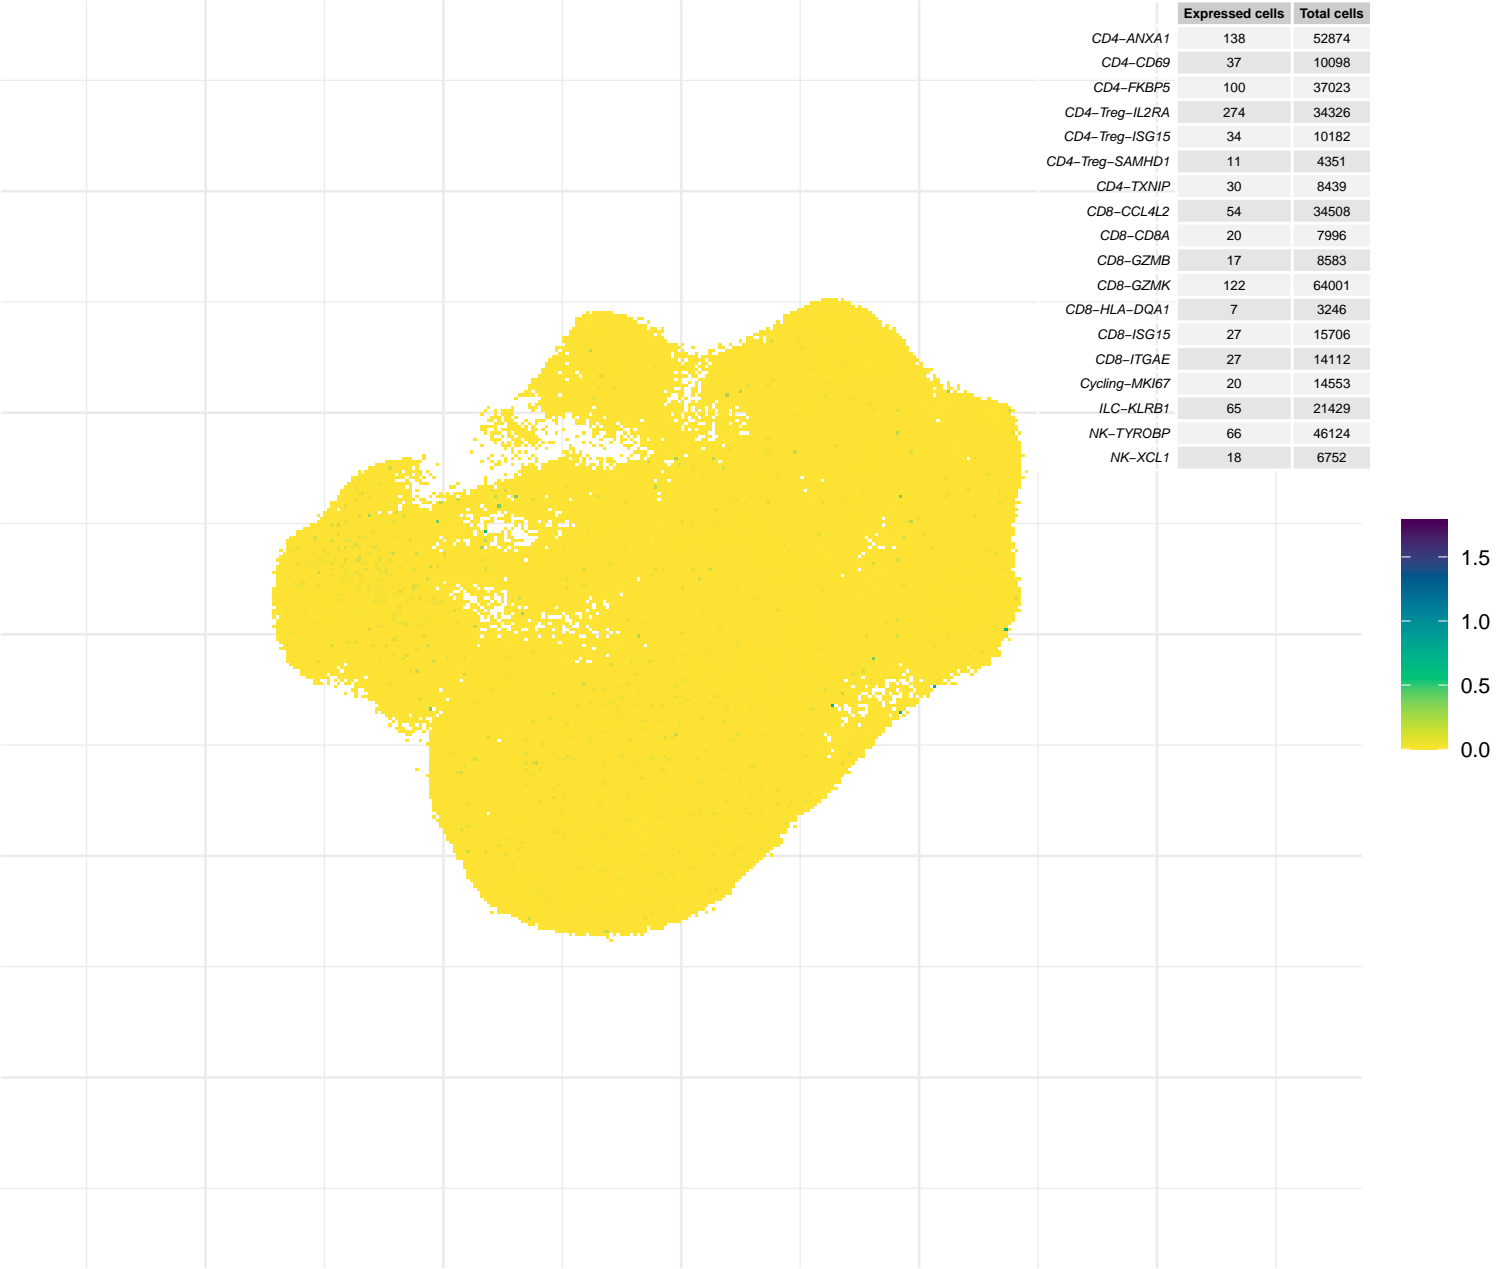 Expressed cells Total cells
CD4−ANXA1 138 52874
CD4−CD69 37 10098
CD4−FKBP5 100 37023
CD4−Treg−IL2RA 274 34326
CD4−Treg−ISG15 34 10182
CD4−Treg−SAMHD1 11 4351
CD4−TXNIP 30 8439
CD8−CCL4L2 54 34508
CD8−CD8A 20 7996
CD8−GZMB 17 8583
CD8−GZMK 122 64001
CD8−HLA−DQA1 7 3246
CD8−ISG15 27 15706
CD8−ITGAE 27 14112
Cycling−MKI67 20 14553
ILC−KLRB1 65 21429
NK−TYROBP 66 46124
NK−XCL1 18 6752
1.5
1.0
0.5
0.0